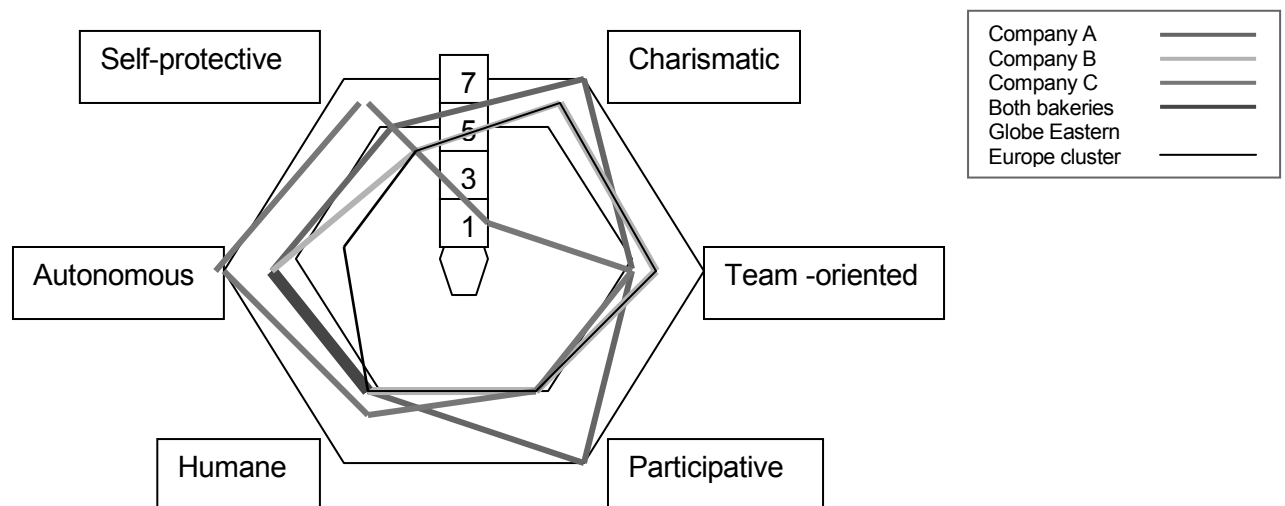 Self-protective
Charismatic
7
5
3
1
Autonomous
Team -oriented
Humane
Participative
Company A
Company B
Company C
Both bakeries
Globe Eastern
Europe cluster